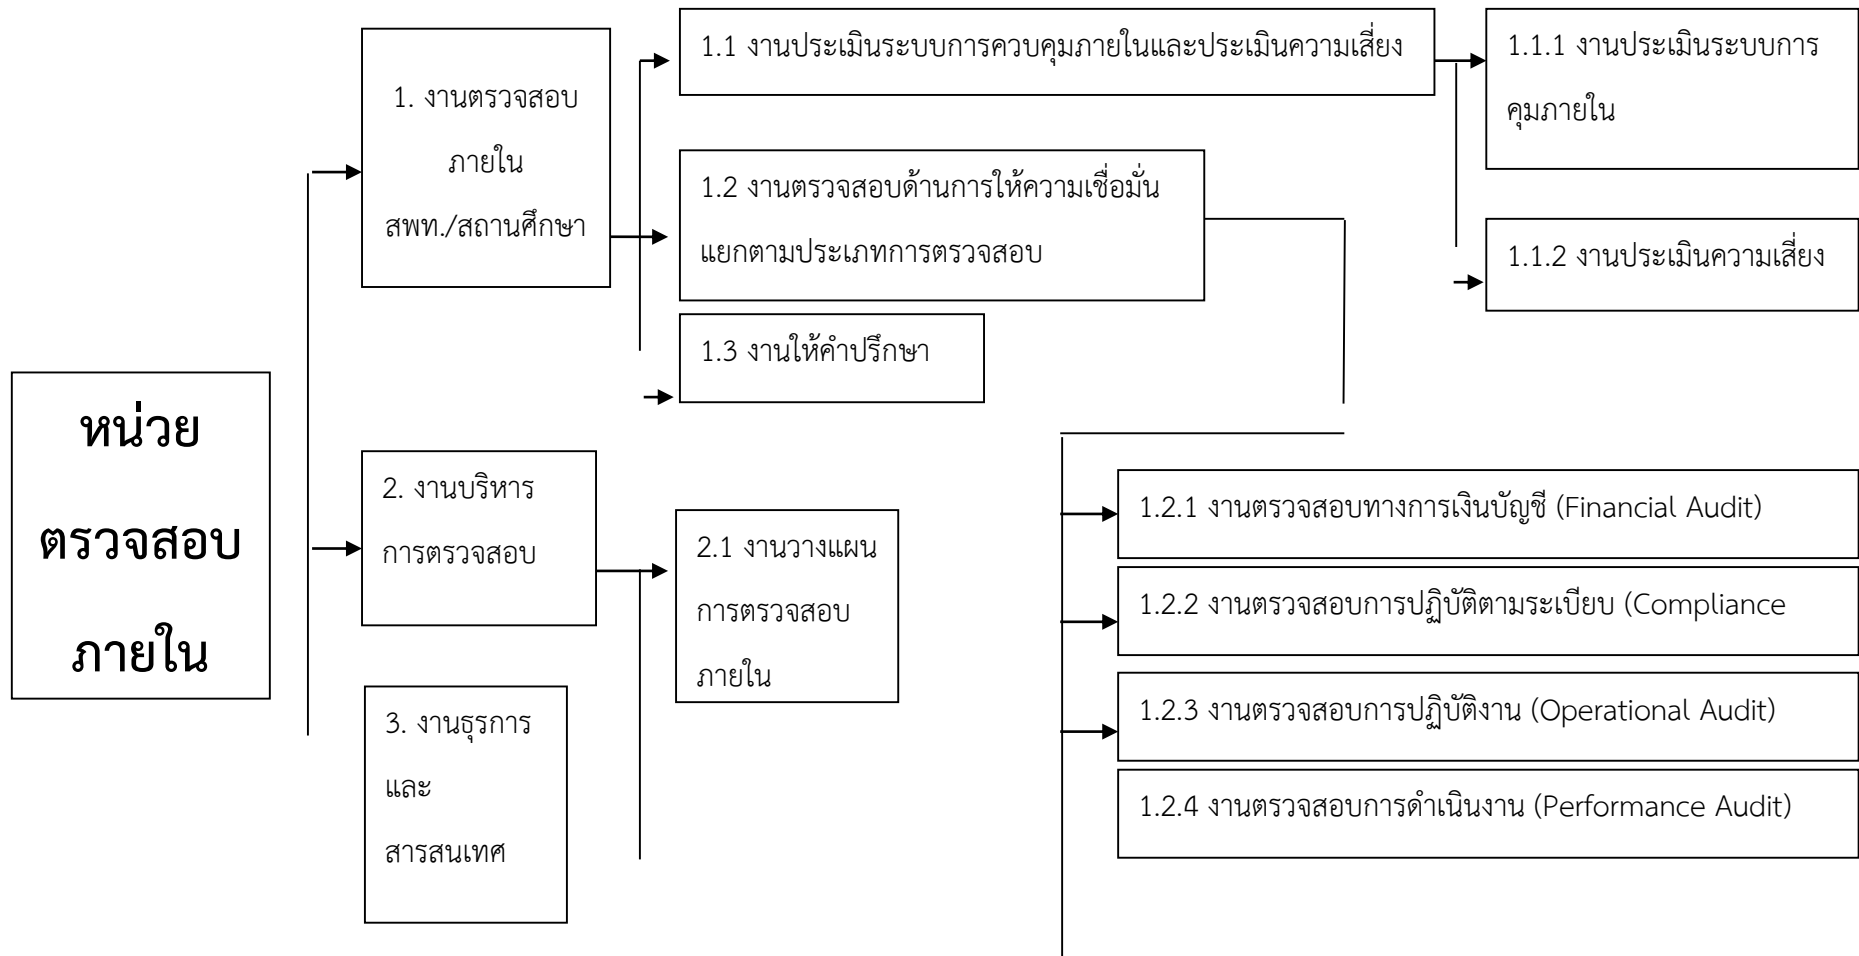 หน่วย
ตรวจสอบ
ภายใน
1. งานตรวจสอบ
ภายใน
สพท./สถานศึกษา
1.1 งานประเมินระบบการควบคุมภายในและประเมินความเสี่ยง
1.1.1 งานประเมินระบบการ
คุมภายใน
1.1.2 งานประเมินความเสี่ยง
1.2 งานตรวจสอบด้านการให้ความเชื่อมั่น
แยกตามประเภทการตรวจสอบ
1.3 งานให้คำปรึกษา
1.2.1 งานตรวจสอบทางการเงินบัญชี (Financial Audit)
1.2.2 งานตรวจสอบการปฏิบัติตามระเบียบ (Compliance
1.2.3 งานตรวจสอบการปฏิบัติงาน (Operational Audit)
1.2.4 งานตรวจสอบการดำเนินงาน (Performance Audit)
2. งานบริหาร
การตรวจสอบ
2.1 งานวางแผน
การตรวจสอบ
ภายใน
3. งานธุรการ
และ
สารสนเทศ